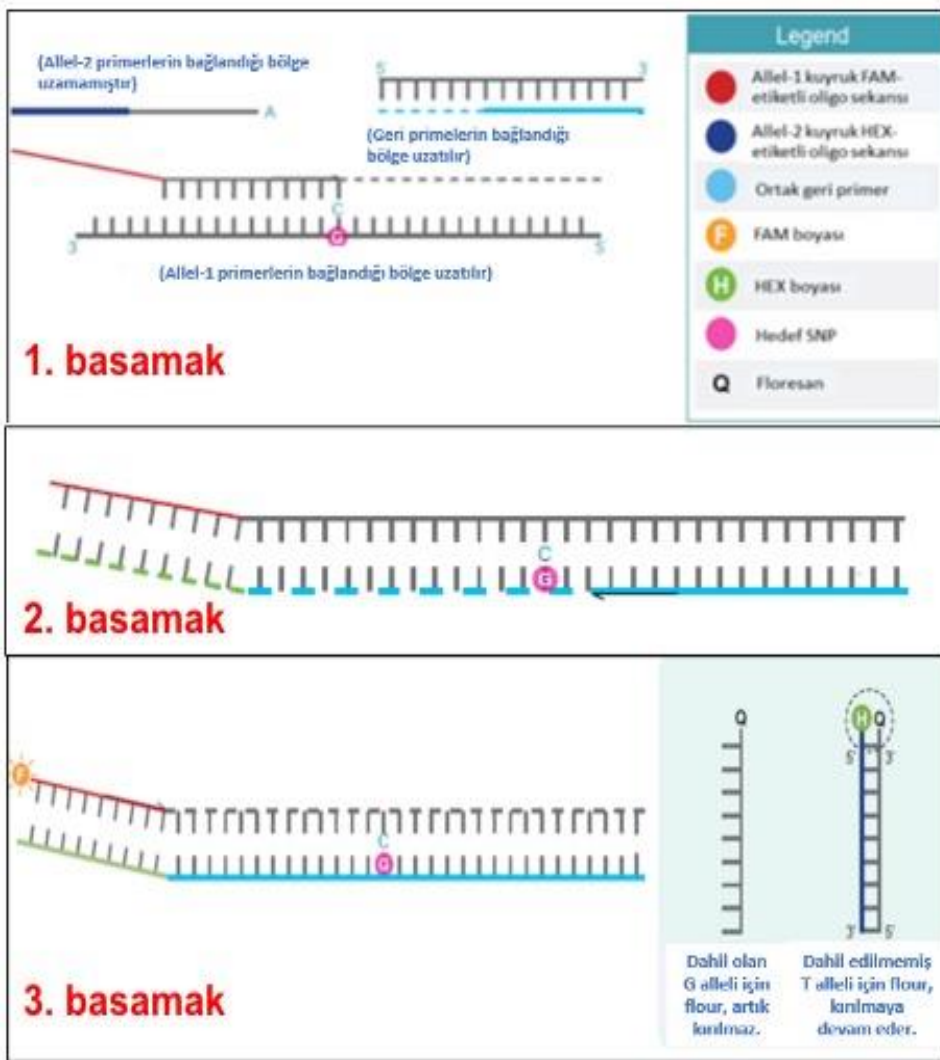 (Allel-2 primerlerin bağlandığı bölge
uzamamıştır)
A
5
3
(Geri primelerin bağlandığı
bölge uzatılır)
C
G
3
5
(Allel-1 primerlerin bağlandığı bölge uzatılır)
1. basamak
Legend
Allel-1 kuyruk FAM-
etiketli oligo sekansı
Allel-2 kuyruk HEX-
etiketli oligo sekansı
Ortak geri primer
F FAM boyası
H HEX boyası
Hedef SNP
Q Floresan
C
G
2. basamak
F
C
G
3. basamak
Q
H Q
5' 3'
3' 5'
Dahil olan
G alleli için
flour, artık
kırılmaz.
Dahil edilmemiş
T alleli için flour,
kırılmaya
devam eder.